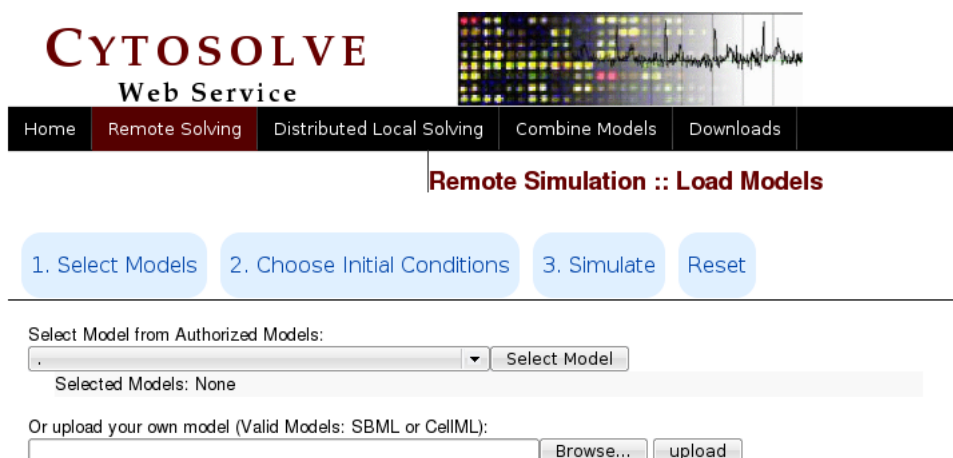 CYTOSOLVE
Web Service
Home Remote Solving Distributed Local Solving Combine Models Downloads
Remote Simulation :: Load Models
1. Select Models 2. Choose Initial Conditions 3. Simulate Reset
Select Model from Authorized Models:
. Select Model
Selected Models: None
Or upload your own model (Valid Models: SBML or CellML):
Browse... upload